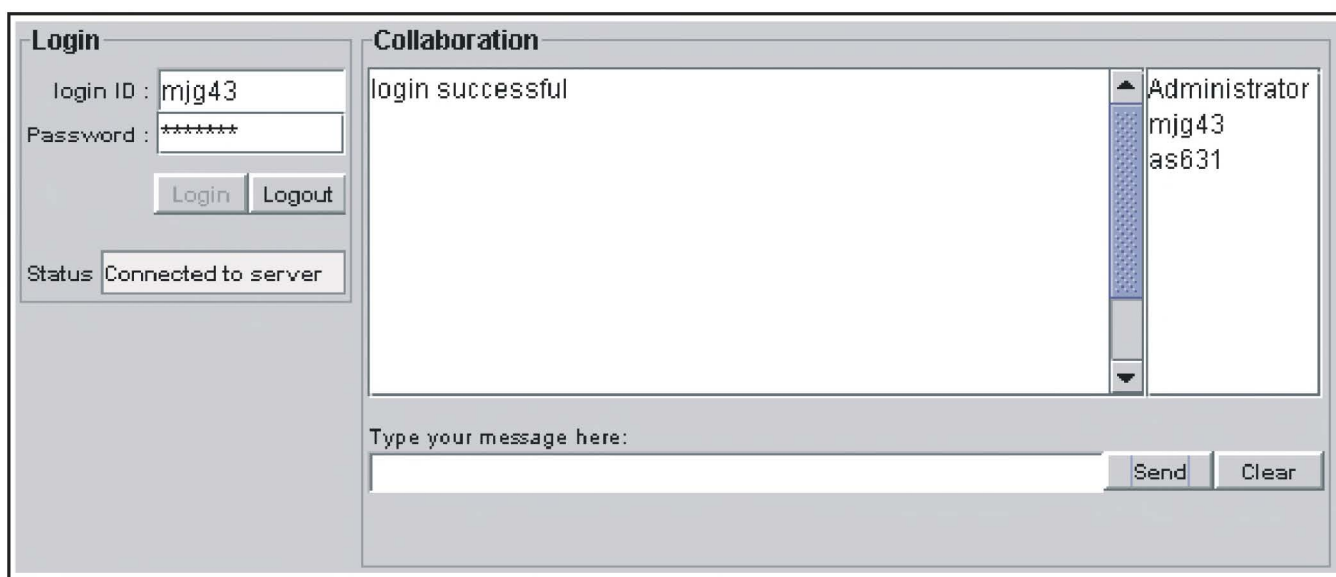 Login
login ID : mjg43
Password : *******
Login Logout
Status Connected to server
Collaboration
login successful
Administrator
mjg43
as631
Type your message here:
Send Clear